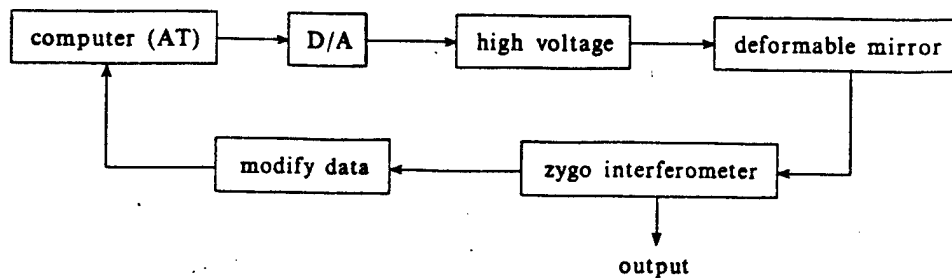 computer (AT)
D/A
high voltage
deformable mirror
modify data
zygo interferometer
output